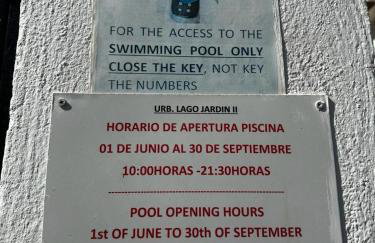 FOR THE ACCESS TO THE
SWIMMING POOL ONLY
CLOSE THE KEY, NOT KEY
THE NUMBERS
URB. LAGO JARDIN II
HORARIO DE APERTURA PISCINA
01 DE JUNIO AL 30 DE SEPTIEMBRE
10:00HORAS -21:30HORAS
--------------------------------------------
POOL OPENING HOURS
1st OF JUNE TO 30th OF SEPTEMBER